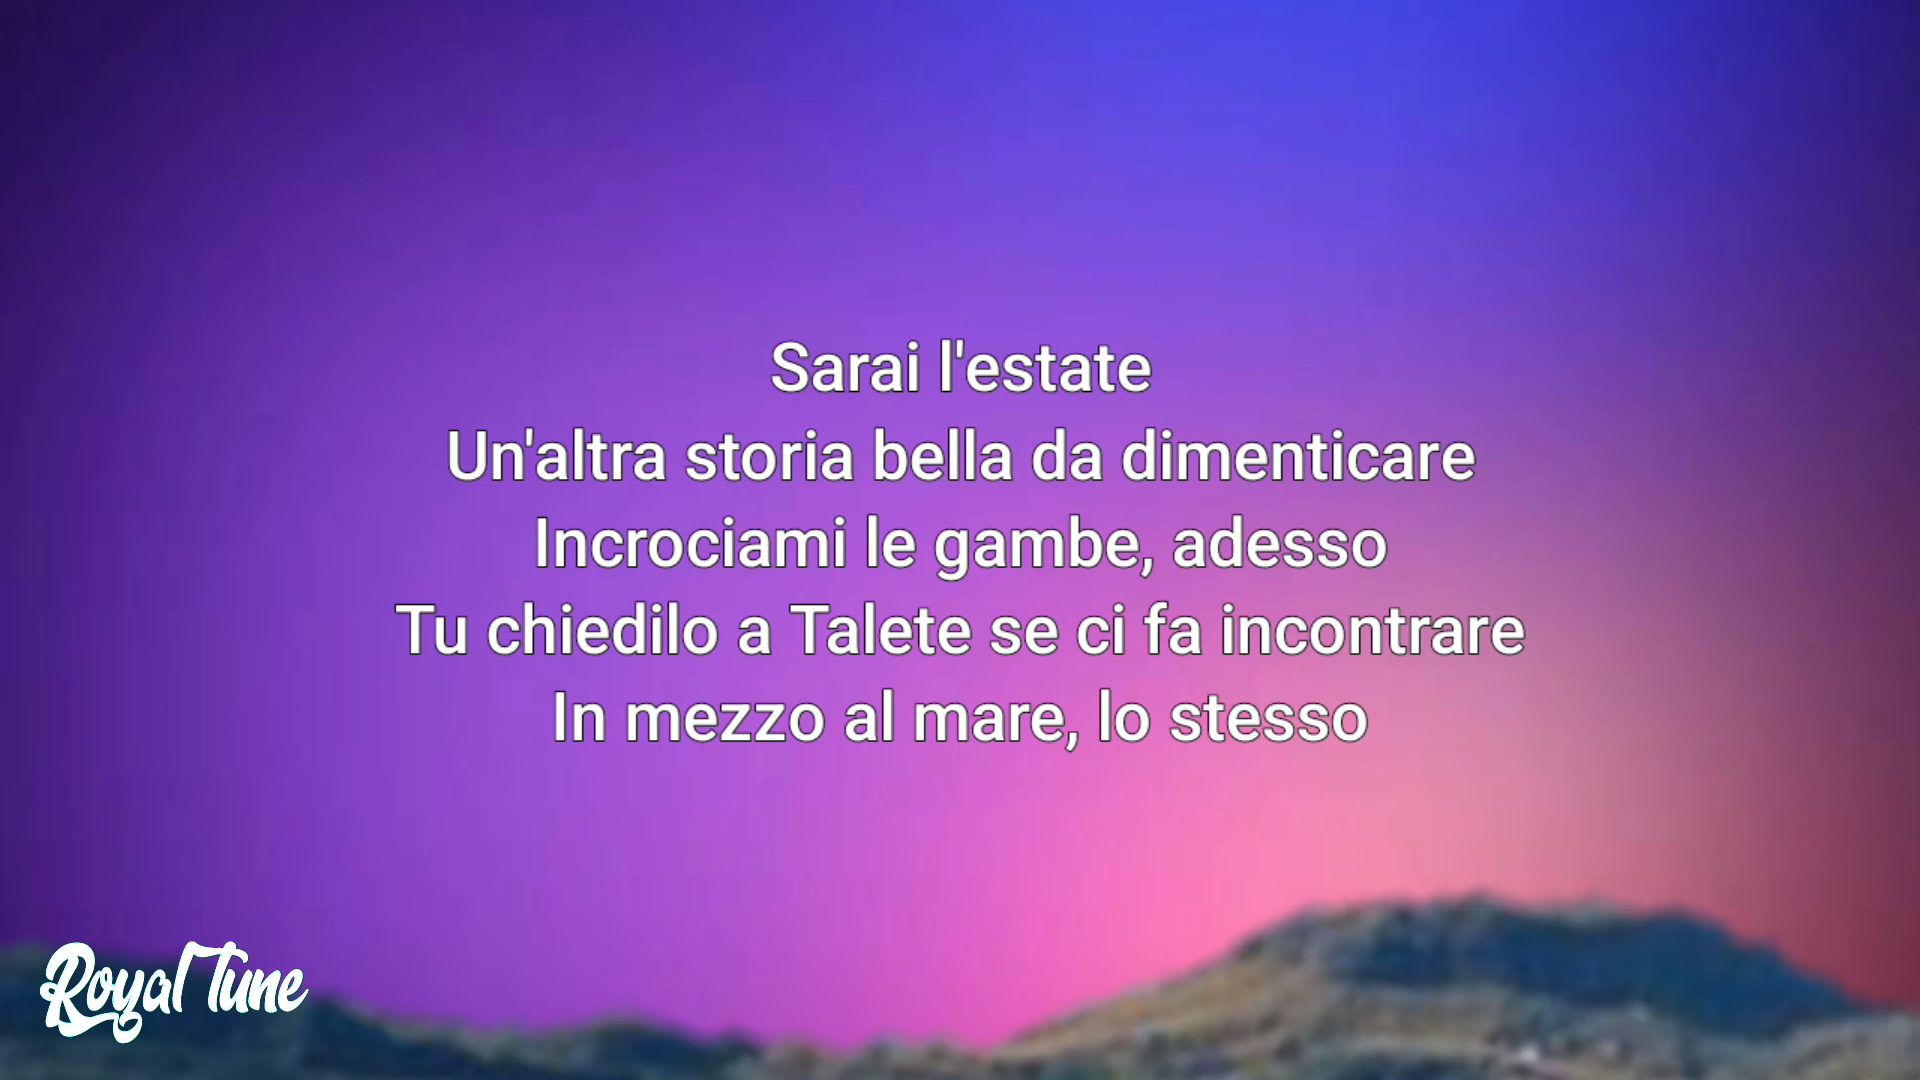 Sarai l'estate
Un'altra storia bella da dimenticare
Incrociami le gambe, adesso
Tu chiedilo a Talete se ci fa incontrare
In mezzo al mare, lo stesso
Royal Tune